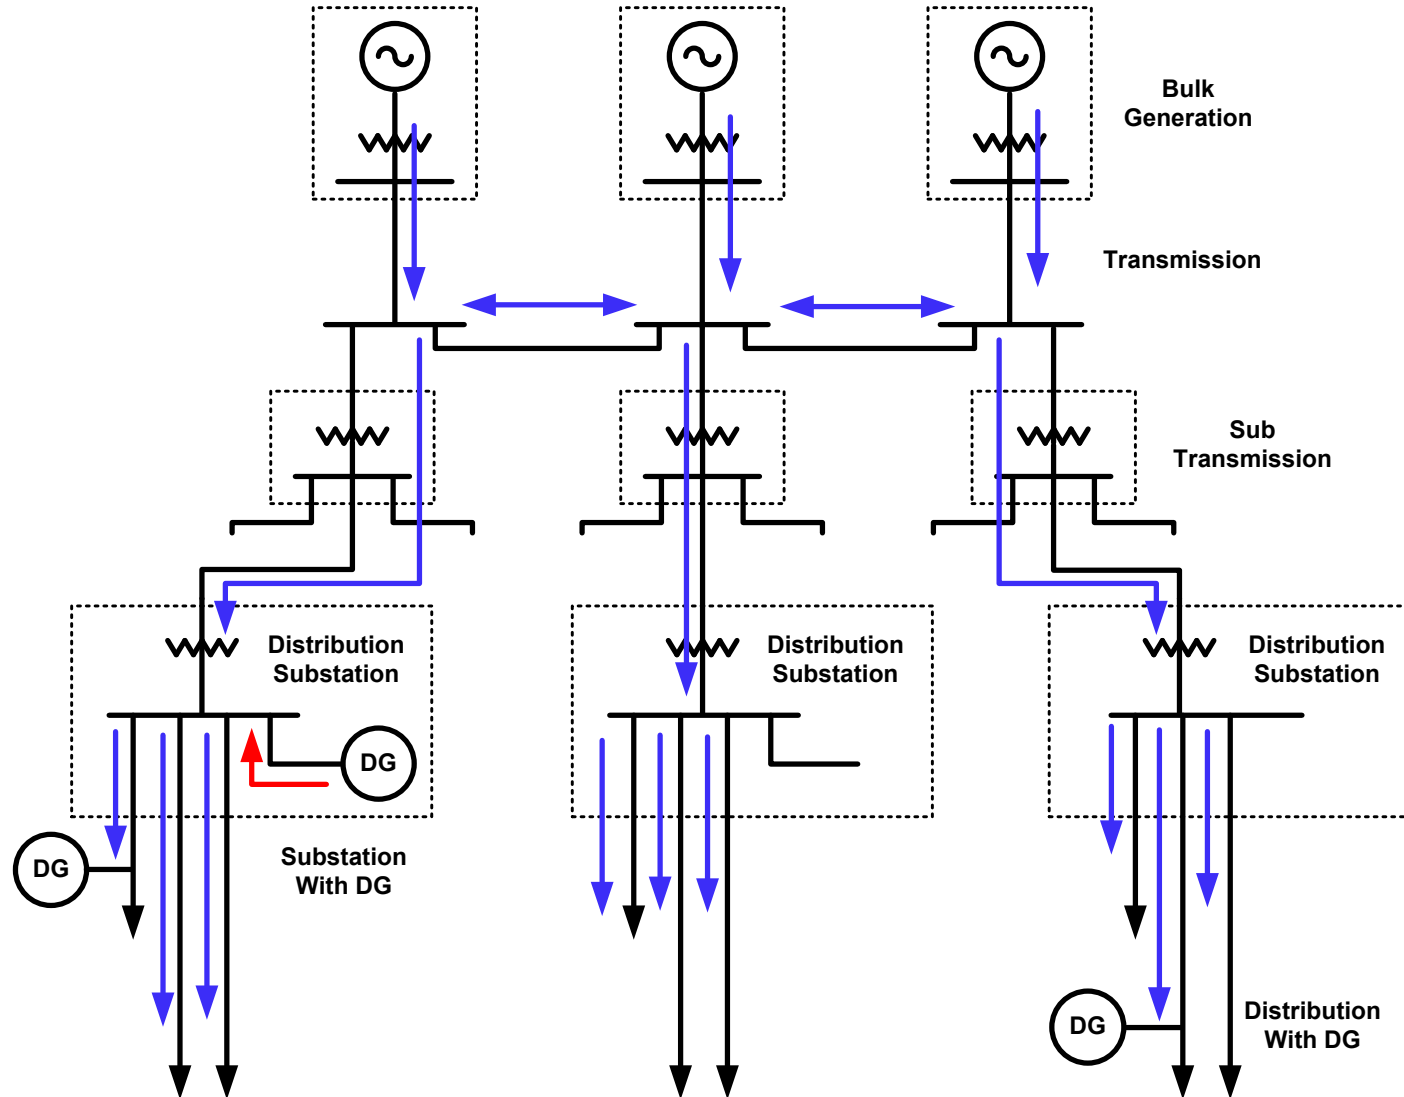 Bulk
Generation
Transmission
Sub
Transmission
Distribution
Substation
Distribution
Substation
Distribution
Substation
DG
DG
Substation
With DG
DG
Distribution
With DG